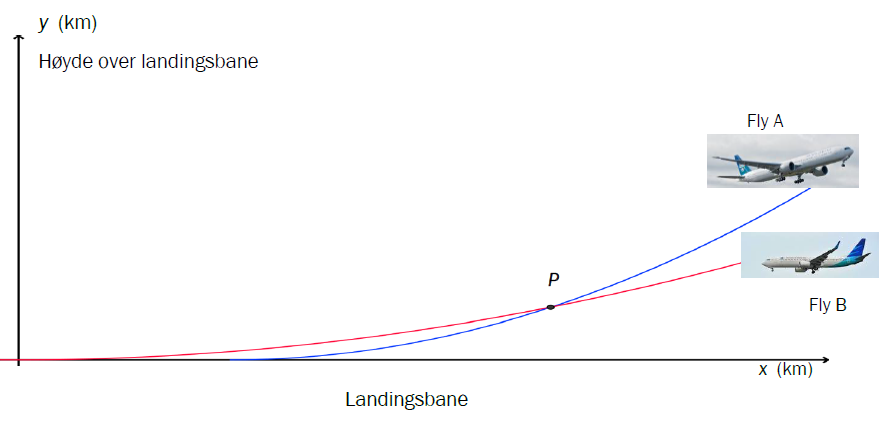 y (km)
Høyde over landingsbane
Fly A
P
Fly B
x (km)
Landingsbane